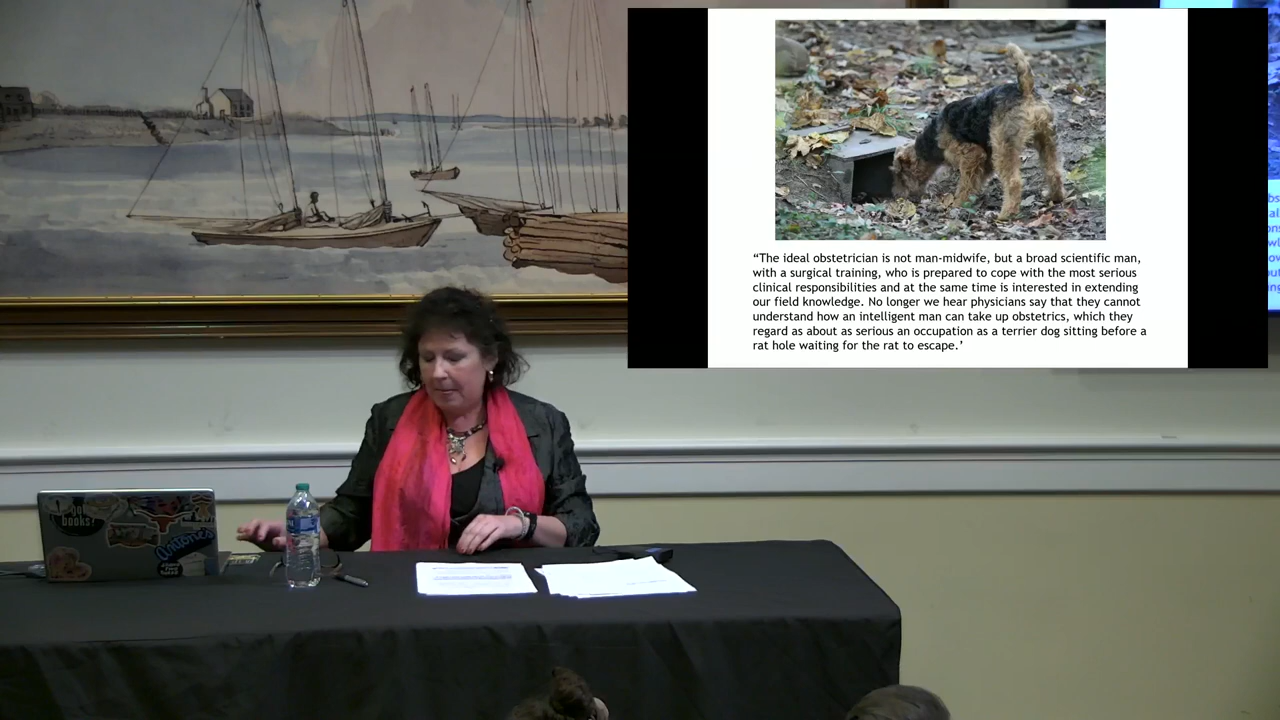 “The ideal obstetrician is not man-midwife, but a broad scientific man,
with a surgical training, who is prepared to cope with the most serious
clinical responsibilities and at the same time is interested in extending
our field knowledge. No longer we hear physicians say that they cannot
understand how an intelligent man can take up obstetrics, which they
regard as about as serious an occupation as a terrier dog sitting before a
rat hole waiting for the rat to escape.’
got
books!
Antone's